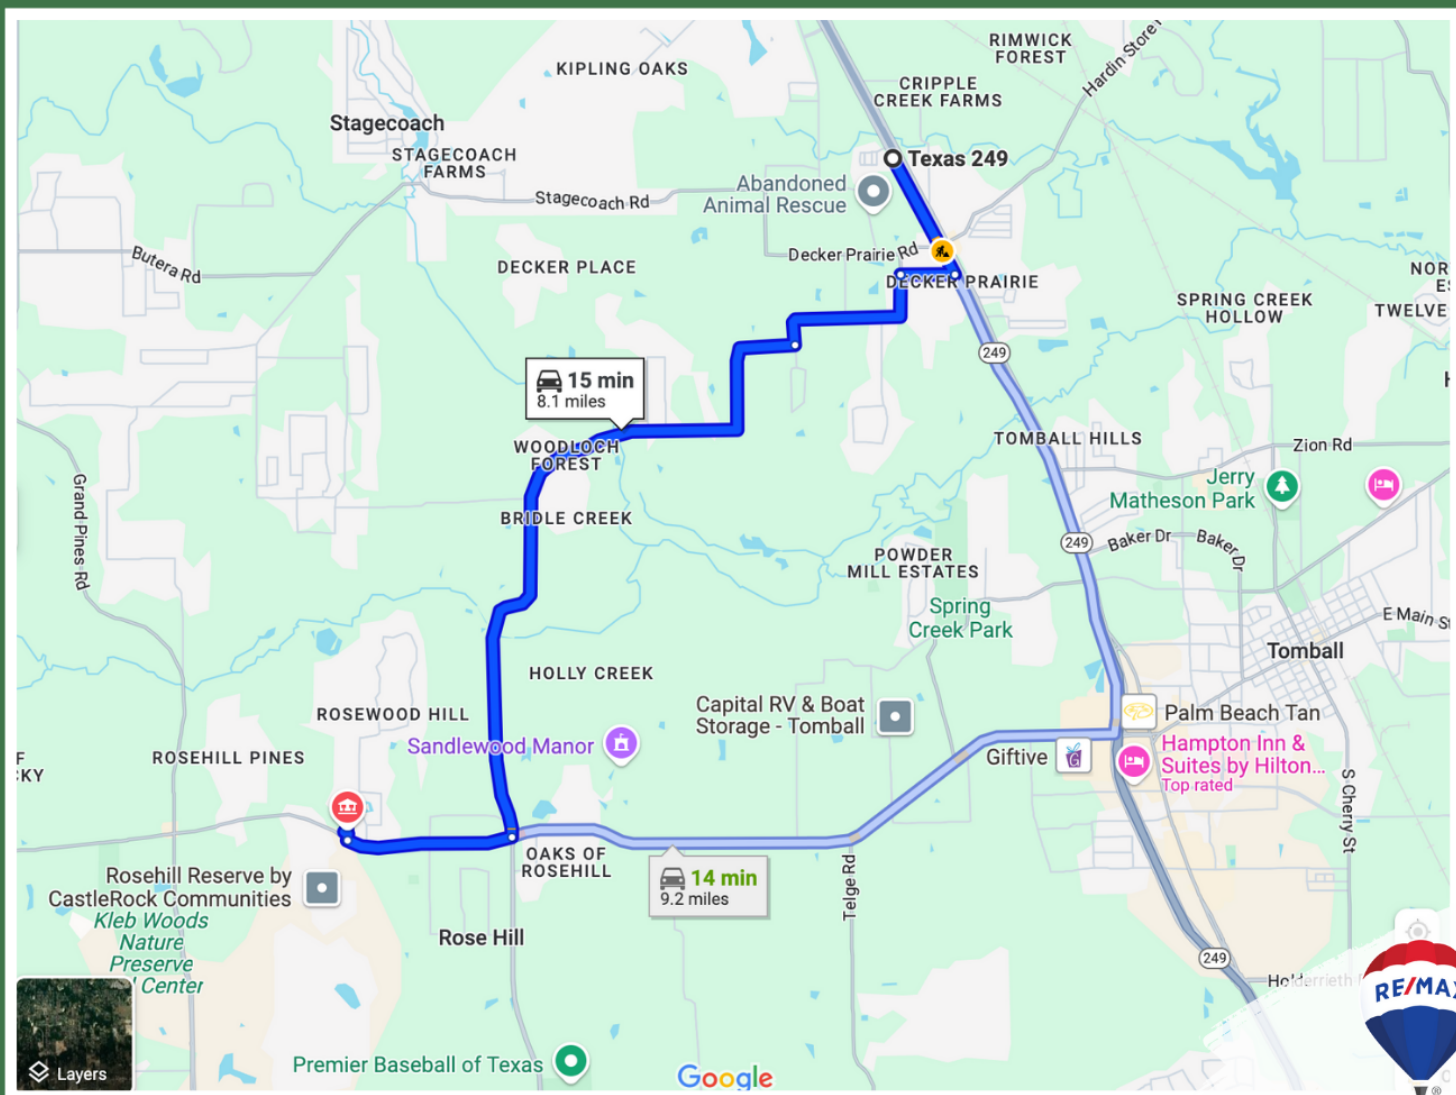 RIMWICK
FOREST
Hardin Store
KIPLING OAKS
CRIPPLE
CREEK FARMS
Stagecoach
STAGECOACH
FARMS
Texas 249
Abandoned
Animal Rescue
Stagecoach Rd
Decker Prairie Rd
Butera Rd
DECKER PLACE
DECKER PRAIRIE
SPRING CREEK
HOLLOW
TWELVE
249
15 min
8.1 miles
WOODLOCH
FOREST
TOMBALL HILLS
Zion Rd
Jerry
Matheson Park
Grand Pines Rd
BRIDLE CREEK
249
Baker Dr
Baker Dr
POWDER
MILL ESTATES
Spring
Creek Park
E Main St
Tomball
HOLLY CREEK
ROSEWOOD HILL
Capital RV & Boat
Storage - Tomball
Palm Beach Tan
Sandlewood Manor
ROSEHILL PINES
Giftive
G
Hampton Inn &
Suites by Hilton...
Top rated
S Cherry St
OAKS OF
ROSEHILL
14 min
9.2 miles
Telge Rd
Rosehill Reserve by
CastleRock Communities
Kleb Woods
Nature
Preserve
Center
Rose Hill
249
Holderrieth
RE/MAX
®
Layers
Premier Baseball of Texas
Google